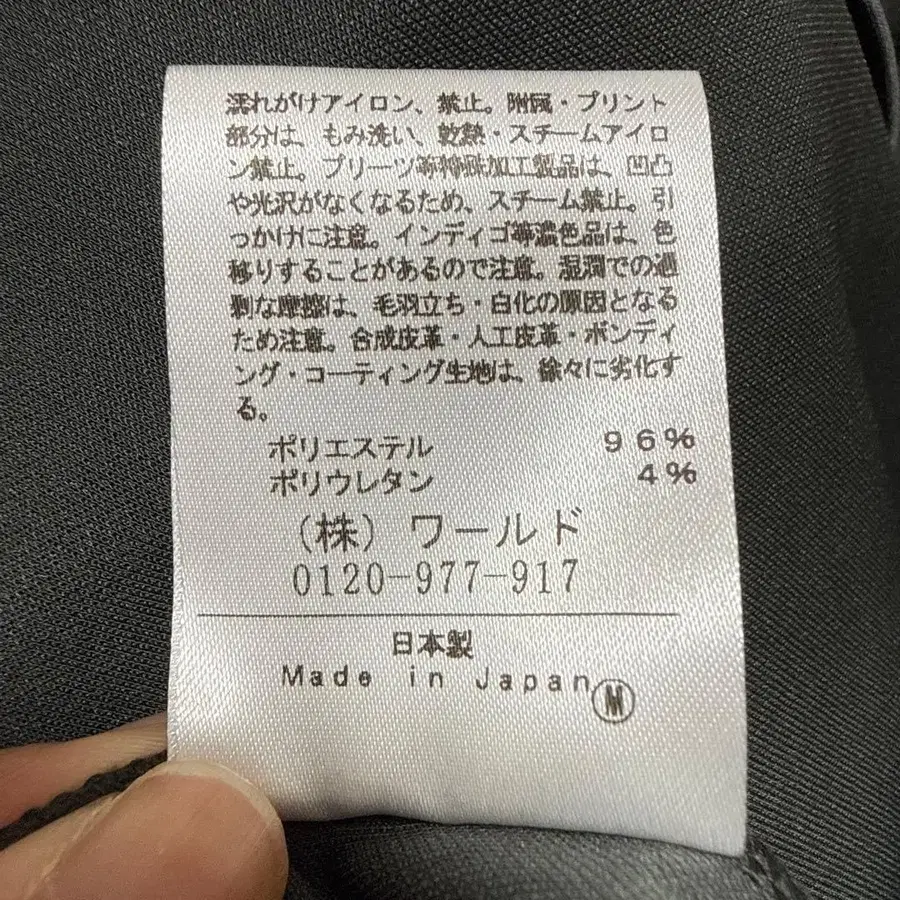 濡れがけアイロン、禁止。附属・プリント
部分は、もみ洗い、乾熱・スチームアイロ
ン禁止。プリーツ等特殊加工製品は、凹凸
や光沢がなくなるため、スチーム禁止。引
っかけに注意。インディゴ等濃色品は、色
移りすることがあるので注意。湿潤での過
剰な摩擦は、毛羽立ち・白化の原因となる
ため注意。合成皮革・人工皮革・ボンディ
ング・コーティング生地は、徐々に劣化す
る。
ポリエステル 96%
ポリウレタン 4%
(株)ワールド
0120-977-917
日本製
Made in Japan Ⓜ